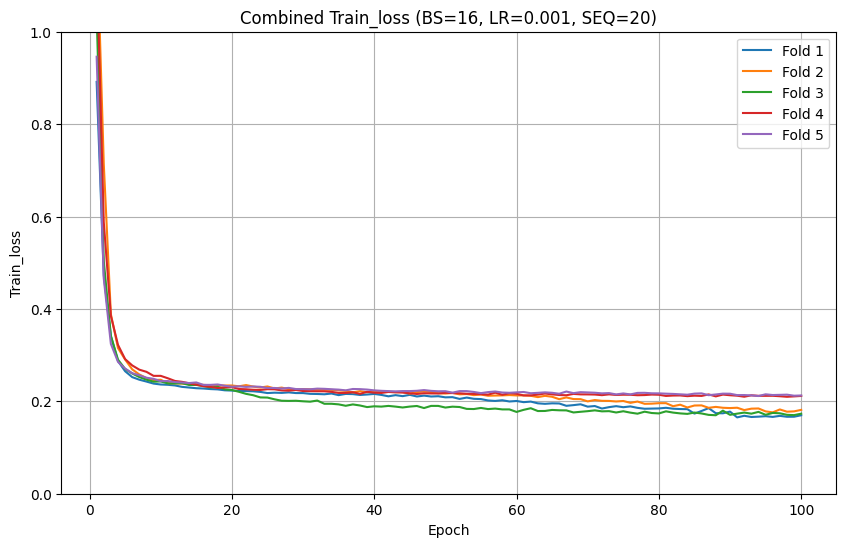 Combined Train_loss (BS=16, LR=0.001, SEQ=20)
1.0
0.8
0.6
0.4
0.2
0.0
Train_loss
0 20 40 60 80 100
Epoch
Fold 1
Fold 2
Fold 3
Fold 4
Fold 5